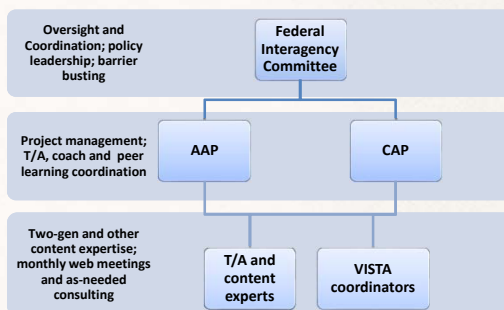 Oversight and
Coordination; policy
leadership; barrier
busting
Federal
Interagency
Committee
Project management;
T/A, coach and peer
learning coordination
AAP
CAP
Two-gen and other
content expertise;
monthly web meetings
and as-needed
consulting
T/A and
content
experts
VISTA
coordinators